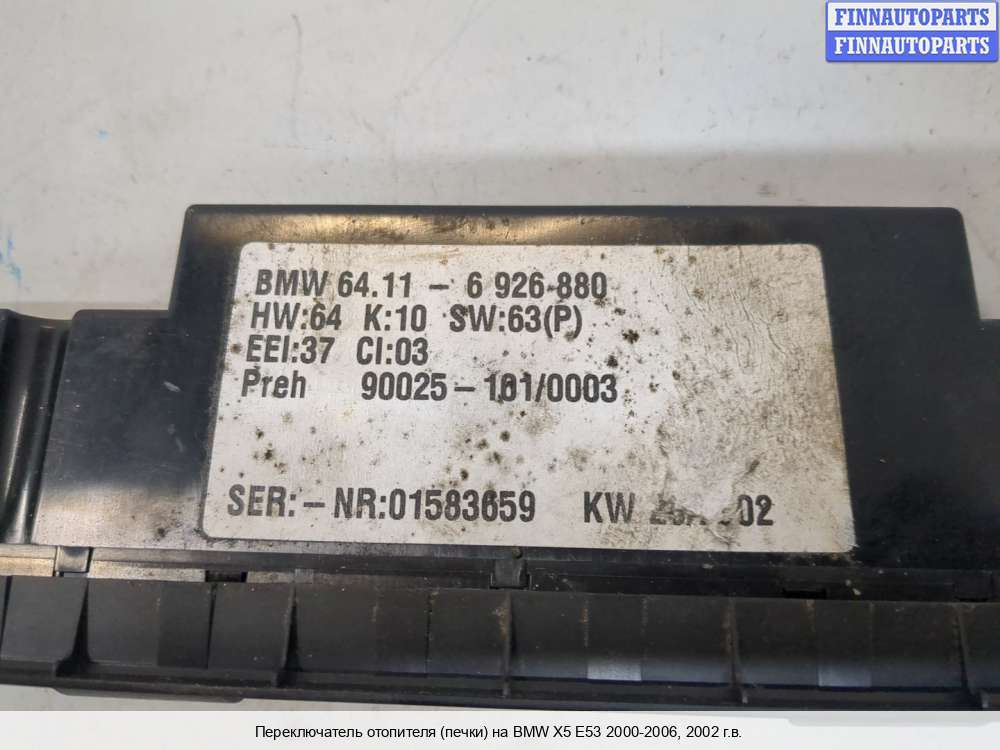 FINNAUTOPARTS
FINNAUTOPARTS
BMW 64.11 - 6 926-880
HW:64 K:10 SW:63(P)
EEI:37 CI:03
Preh 90025-101/0003
SER:-NR:01583659 KW
Переключатель отопителя (печки) на BMW X5 E53 2000-2006, 2002 г.в.